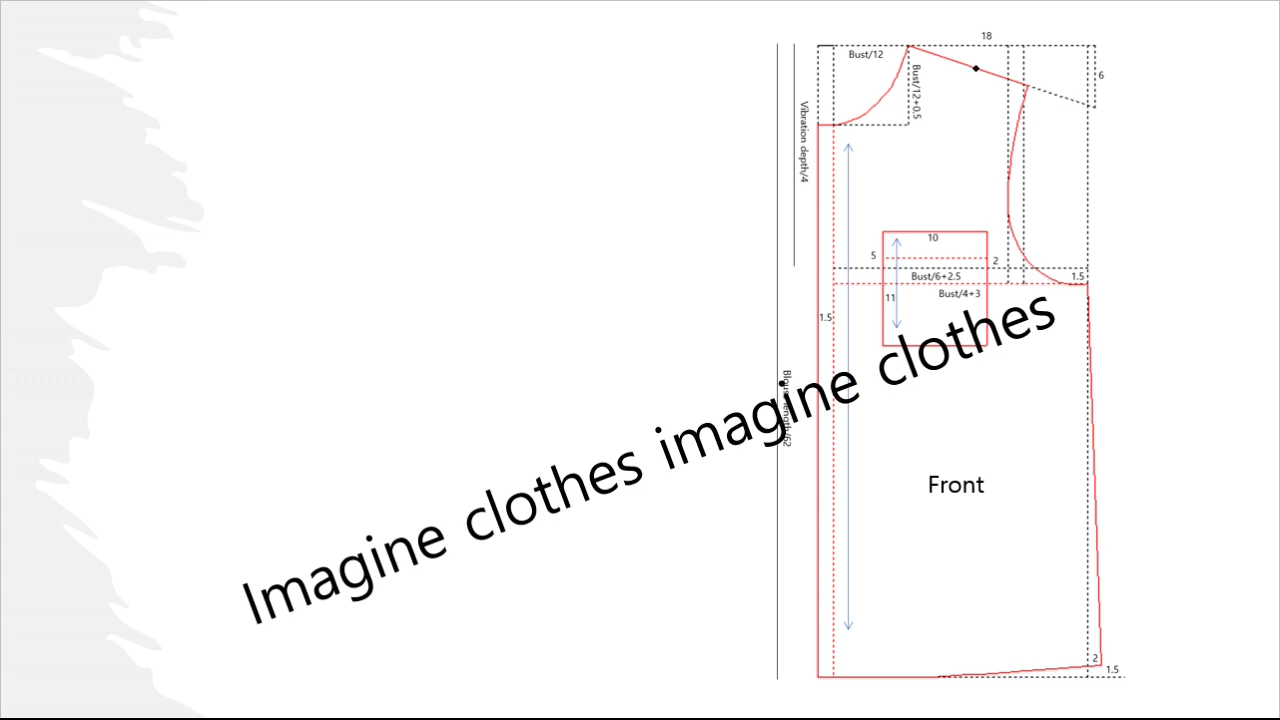 18
Bust/12
6
Bust/12+0.5
Vibration depth/4
10
5
2
Bust/6+2.5
1.5
11
Bust/4+3
1.5
Imagine clothes imagine clothes
Front
2
1.5